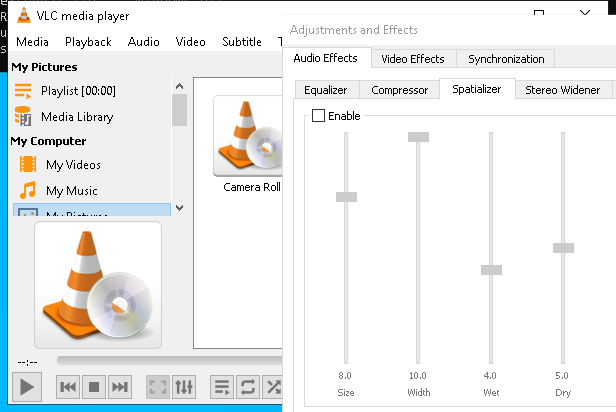 VLC media player
Media Playback Audio Video Subtitle
My Pictures
Playlist [00:00]
Media Library
My Computer
My Videos
My Music
My Pictures
Camera Roll
--:--
Adjustments and Effects
Audio Effects Video Effects Synchronization
Equalizer Compressor Spatializer Stereo Widener
Enable
8.0 10.0 4.0 5.0
Size Width Wet Dry